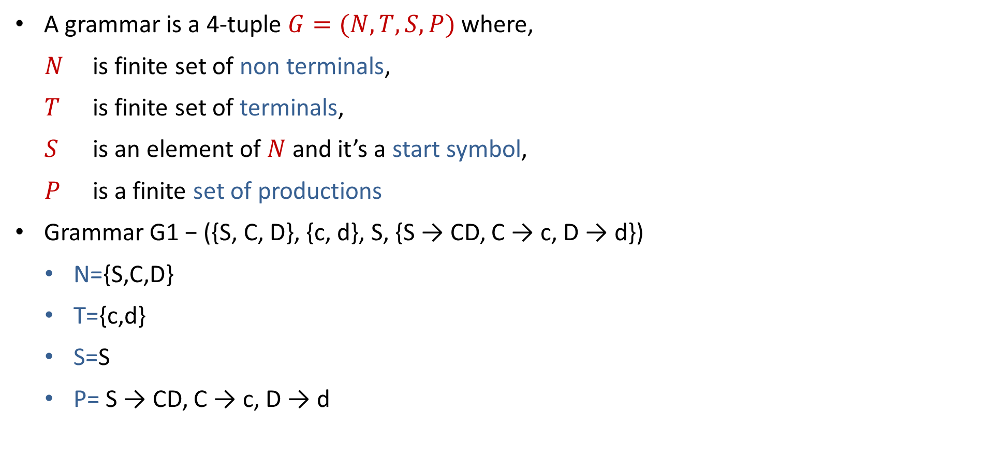 • A grammar is a 4-tuple G = (N, T, S, P) where,
N is finite set of non terminals,
T is finite set of terminals,
S is an element of N and it’s a start symbol,
P is a finite set of productions
• Grammar G1 − ({S, C, D}, {c, d}, S, {S → CD, C → c, D → d})
• N={S,C,D}
• T={c,d}
• S=S
• P= S → CD, C → c, D → d